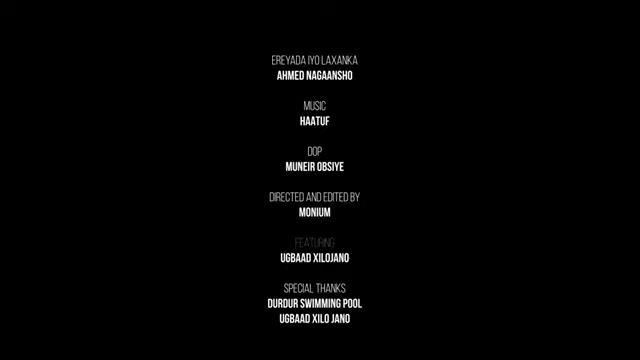 EREYADA IYO LAXANKA
AHMED NAGAANSHO
MUSIC
HAATUF
DOP
MUNEIR OBSIYE
DIRECTED AND EDITED BY
MONIUM
FEATURING
UGBAAD XILOJANO
SPECIAL THANKS
DURDUR SWIMMING POOL
UGBAAD XILO JANO